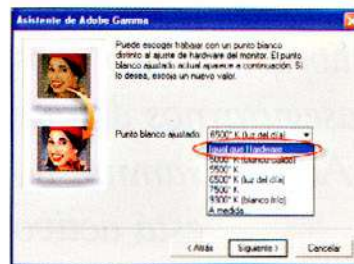 Asistente de Adobe Gamma
Puede escoger trabajar con un punto blanco
distinto al ajuste de hardware del monitor. El punto
blanco ajustado actual aparece a continuación. Si
lo desea, escoja un nuevo valor.
Punto blanco ajustado: 6500° K (luz del día)
Igual que Hardware
5000° K (blanco cálido)
5500° K
6500° K (luz del día)
7500° K
9300° K (blanco frío)
A medida
< Atrás Siguiente > Cancelar